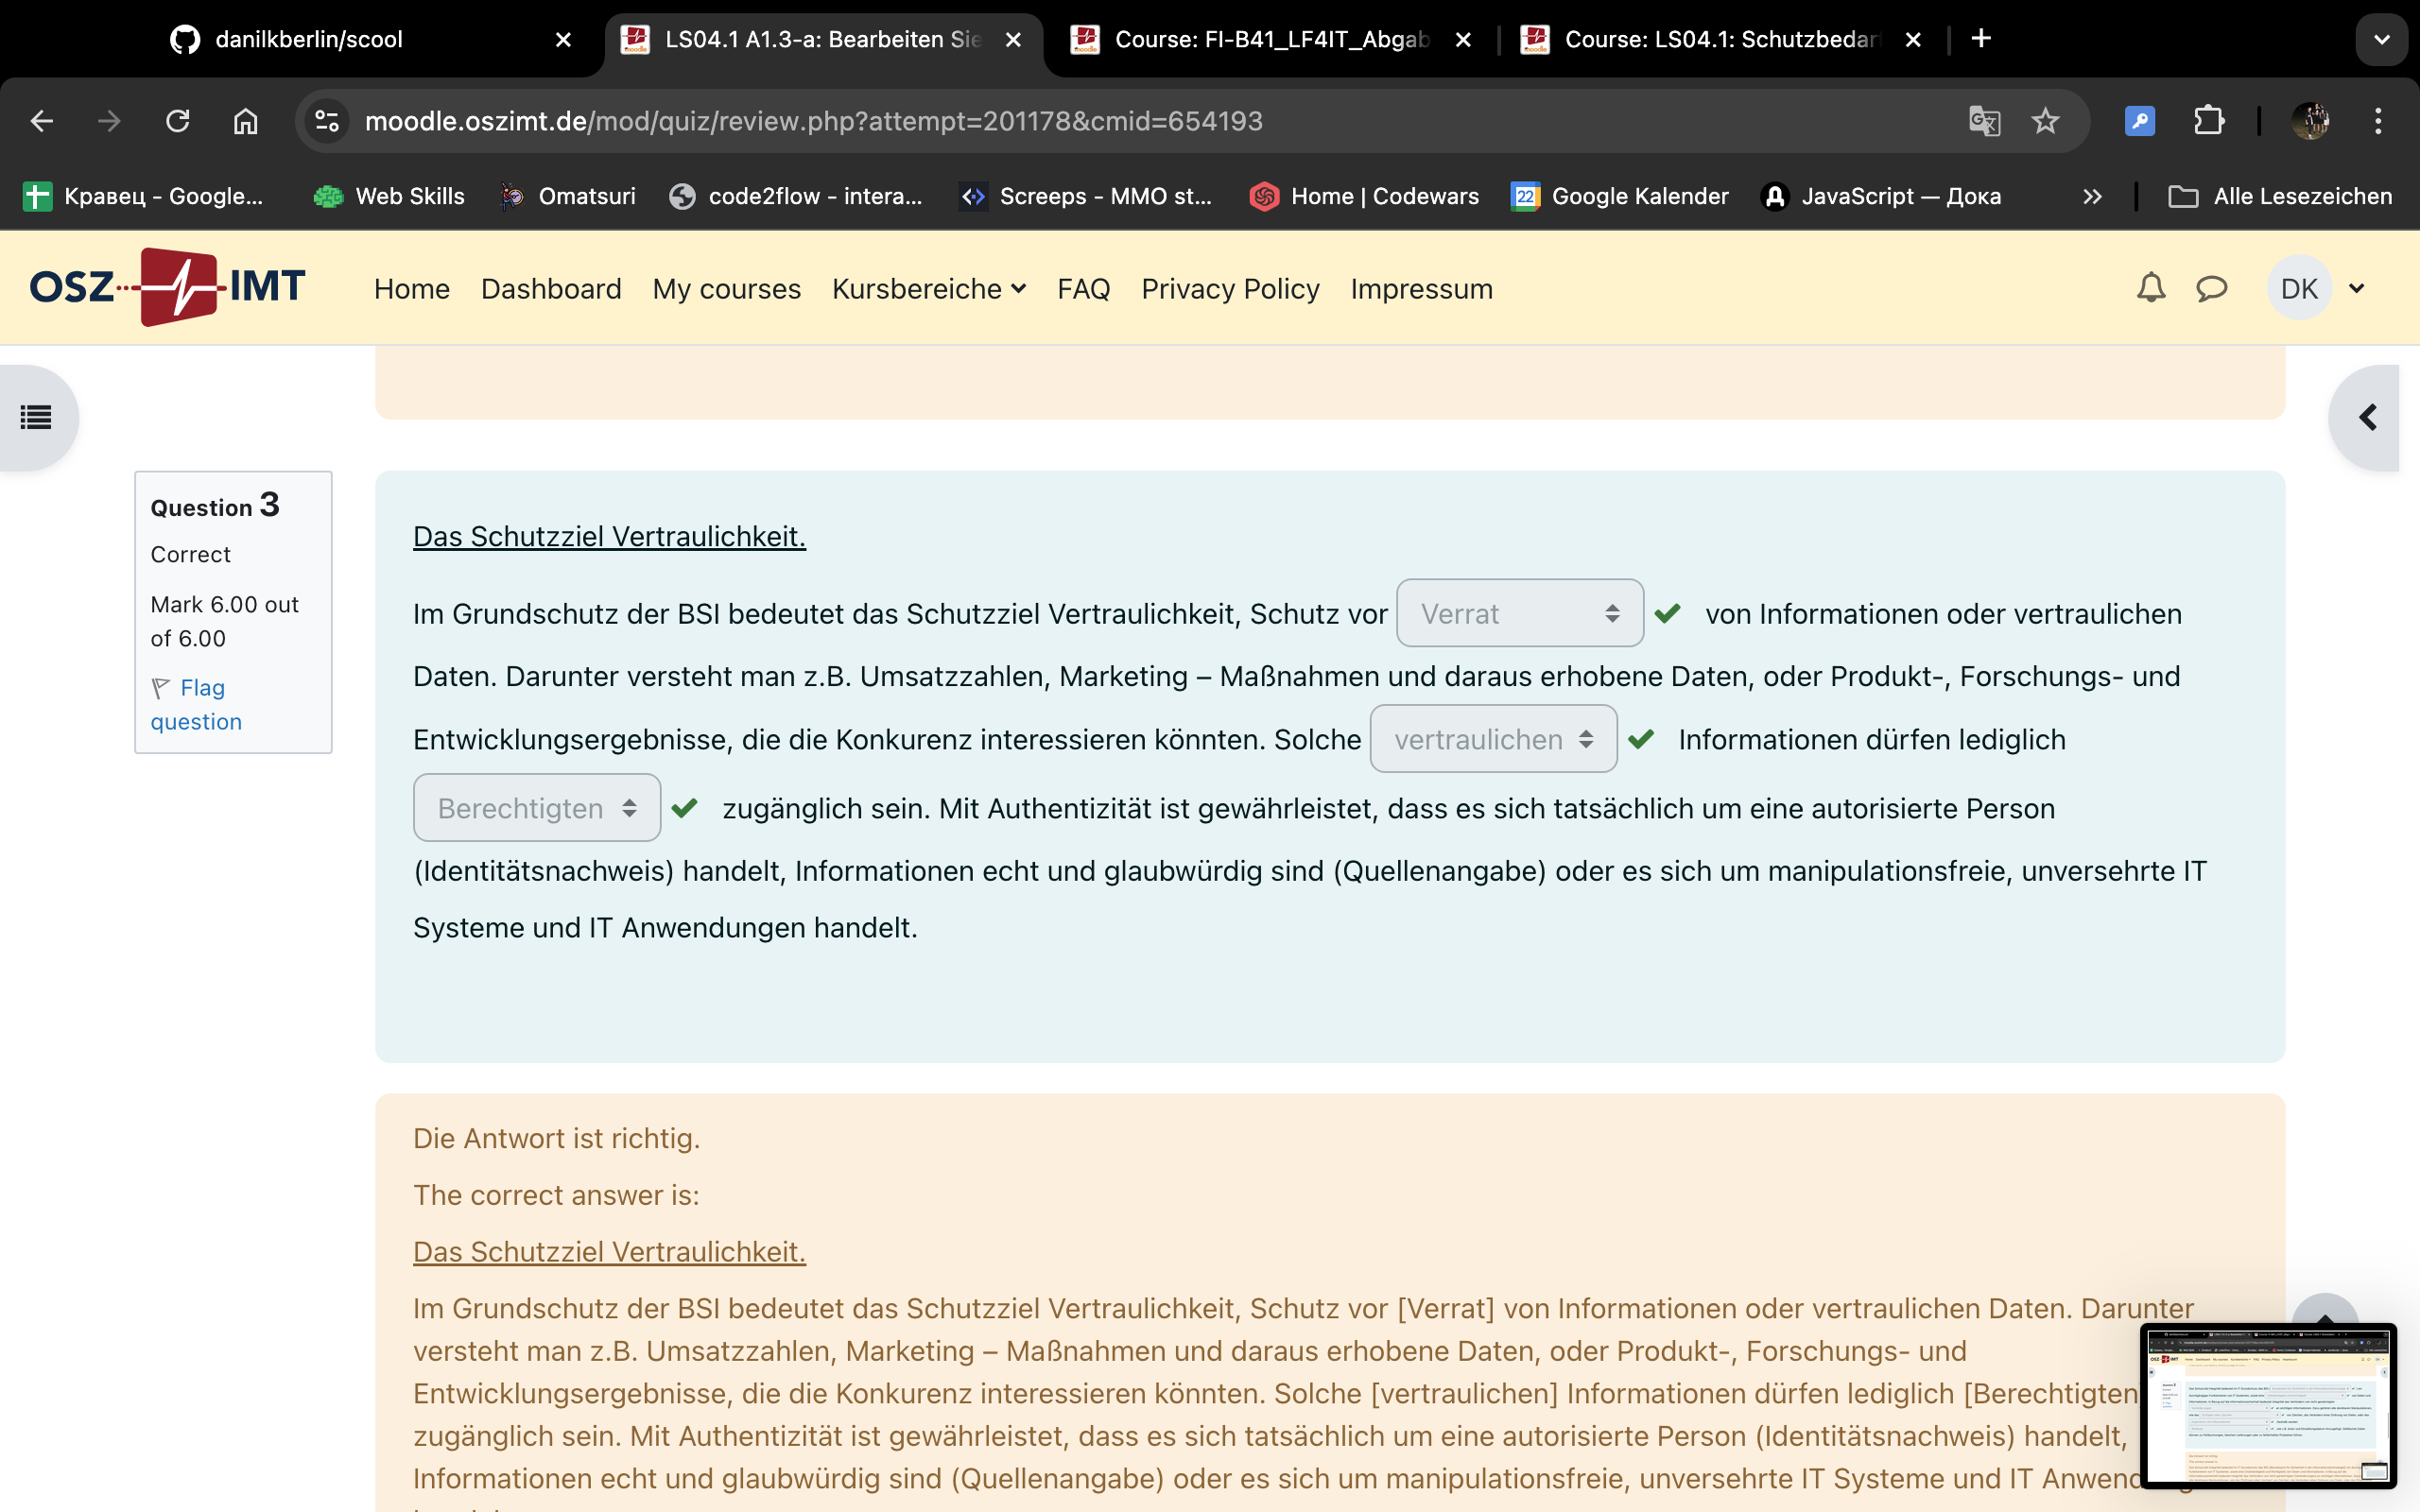 danilkberlin/scool
LS04.1 A1.3-a: Bearbeiten Sie
Course: FI-B41_LF4IT_Abgab
Course: LS04.1: Schutzbedar
moodle.oszimt.de/mod/quiz/review.php?attempt=201178&cmid=654193
Кравец - Google...
Web Skills
Omatsuri
code2flow - intera...
Screeps - MMO st...
Home | Codewars
22 Google Kalender
JavaScript — Дока
Alle Lesezeichen
OSZ IMT
Home
Dashboard
My courses
Kursbereiche
FAQ
Privacy Policy
Impressum
DK
Question 3
Correct
Mark 6.00 out
of 6.00
Flag
question
Das Schutzziel Vertraulichkeit.
Im Grundschutz der BSI bedeutet das Schutzziel Vertraulichkeit, Schutz vor Verrat von Informationen oder vertraulichen
Daten. Darunter versteht man z.B. Umsatzzahlen, Marketing – Maßnahmen und daraus erhobene Daten, oder Produkt-, Forschungs- und
Entwicklungsergebnisse, die die Konkurenz interessieren könnten. Solche vertraulichen Informationen dürfen lediglich
Berechtigten zugänglich sein. Mit Authentizität ist gewährleistet, dass es sich tatsächlich um eine autorisierte Person
(Identitätsnachweis) handelt, Informationen echt und glaubwürdig sind (Quellenangabe) oder es sich um manipulationsfreie, unversehrte IT
Systeme und IT Anwendungen handelt.
Die Antwort ist richtig.
The correct answer is:
Das Schutzziel Vertraulichkeit.
Im Grundschutz der BSI bedeutet das Schutzziel Vertraulichkeit, Schutz vor [Verrat] von Informationen oder vertraulichen Daten. Darunter
versteht man z.B. Umsatzzahlen, Marketing – Maßnahmen und daraus erhobene Daten, oder Produkt-, Forschungs- und
Entwicklungsergebnisse, die die Konkurenz interessieren könnten. Solche [vertraulichen] Informationen dürfen lediglich [Berechtigten
zugänglich sein. Mit Authentizität ist gewährleistet, dass es sich tatsächlich um eine autorisierte Person (Identitätsnachweis) handelt,
Informationen echt und glaubwürdig sind (Quellenangabe) oder es sich um manipulationsfreie, unversehrte IT Systeme und IT